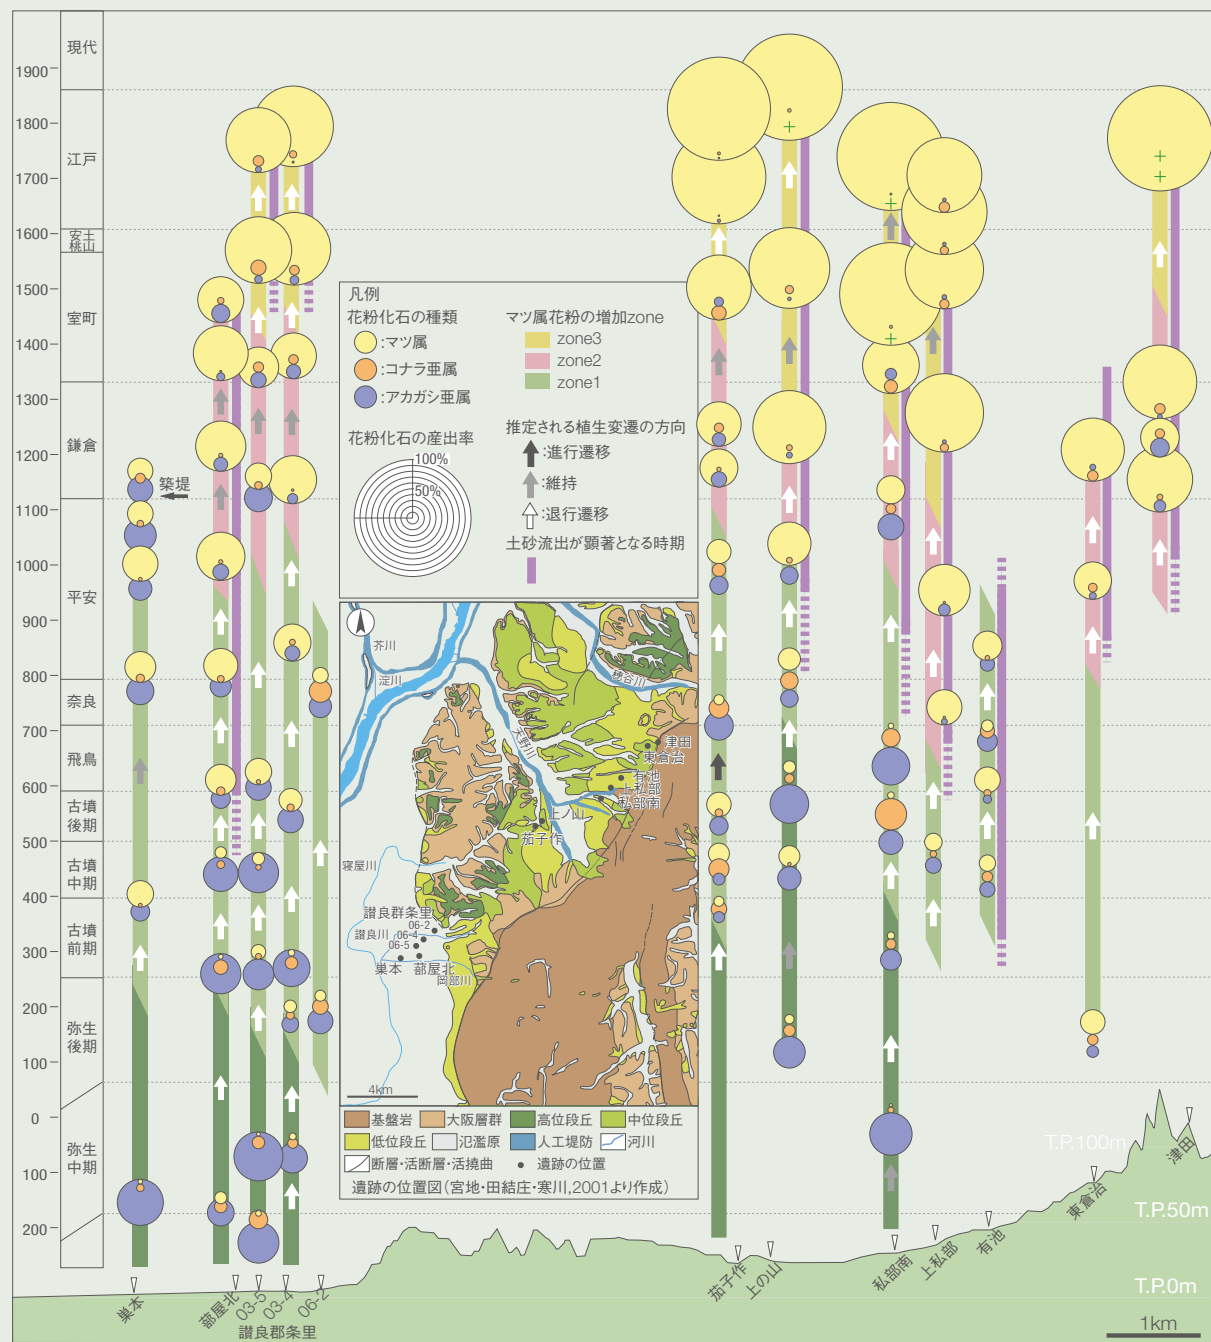 現代
1900
1800
江戸
1700
1600
安土
桃山
1500
室町
1400
1300
鎌倉
1200
1100
1000
平安
900
800
奈良
700
飛鳥
600
古墳
後期
500
古墳
中期
400
古墳
前期
300
200
弥生
後期
100
0
弥生
中期
100
200
築堤
凡例
花粉化石の種類
:マツ属
:コナラ亜属
:アカガシ亜属
花粉化石の産出率
100%
50%
マツ属花粉の増加zone
zone3
zone2
zone1
推定される植生変遷の方向
:進行遷移
:維持
:退行遷移
土砂流出が顕著となる時期
芥川
淀川
穂谷川
天野川
津田
東倉治
有池
上私部
私部南
上ノ山
茄子作
寝屋川
讃良群条里
讃良川
06-2
06-4
06-5
巣本 蔀屋北
岡部川
4km
基盤岩 大阪層群 高位段丘 中位段丘
低位段丘 氾濫原 人工堤防 河川
断層・活断層・活撓曲 遺跡の位置
遺跡の位置図(宮地・田結庄・寒川,2001より作成)
巣本
蔀屋北
03-5
03-4
06-2
讃良郡条里
茄子作
上の山
私部南
上私部
有池
東倉治
津田
T.P.100m
T.P.50m
T.P.0m
1km